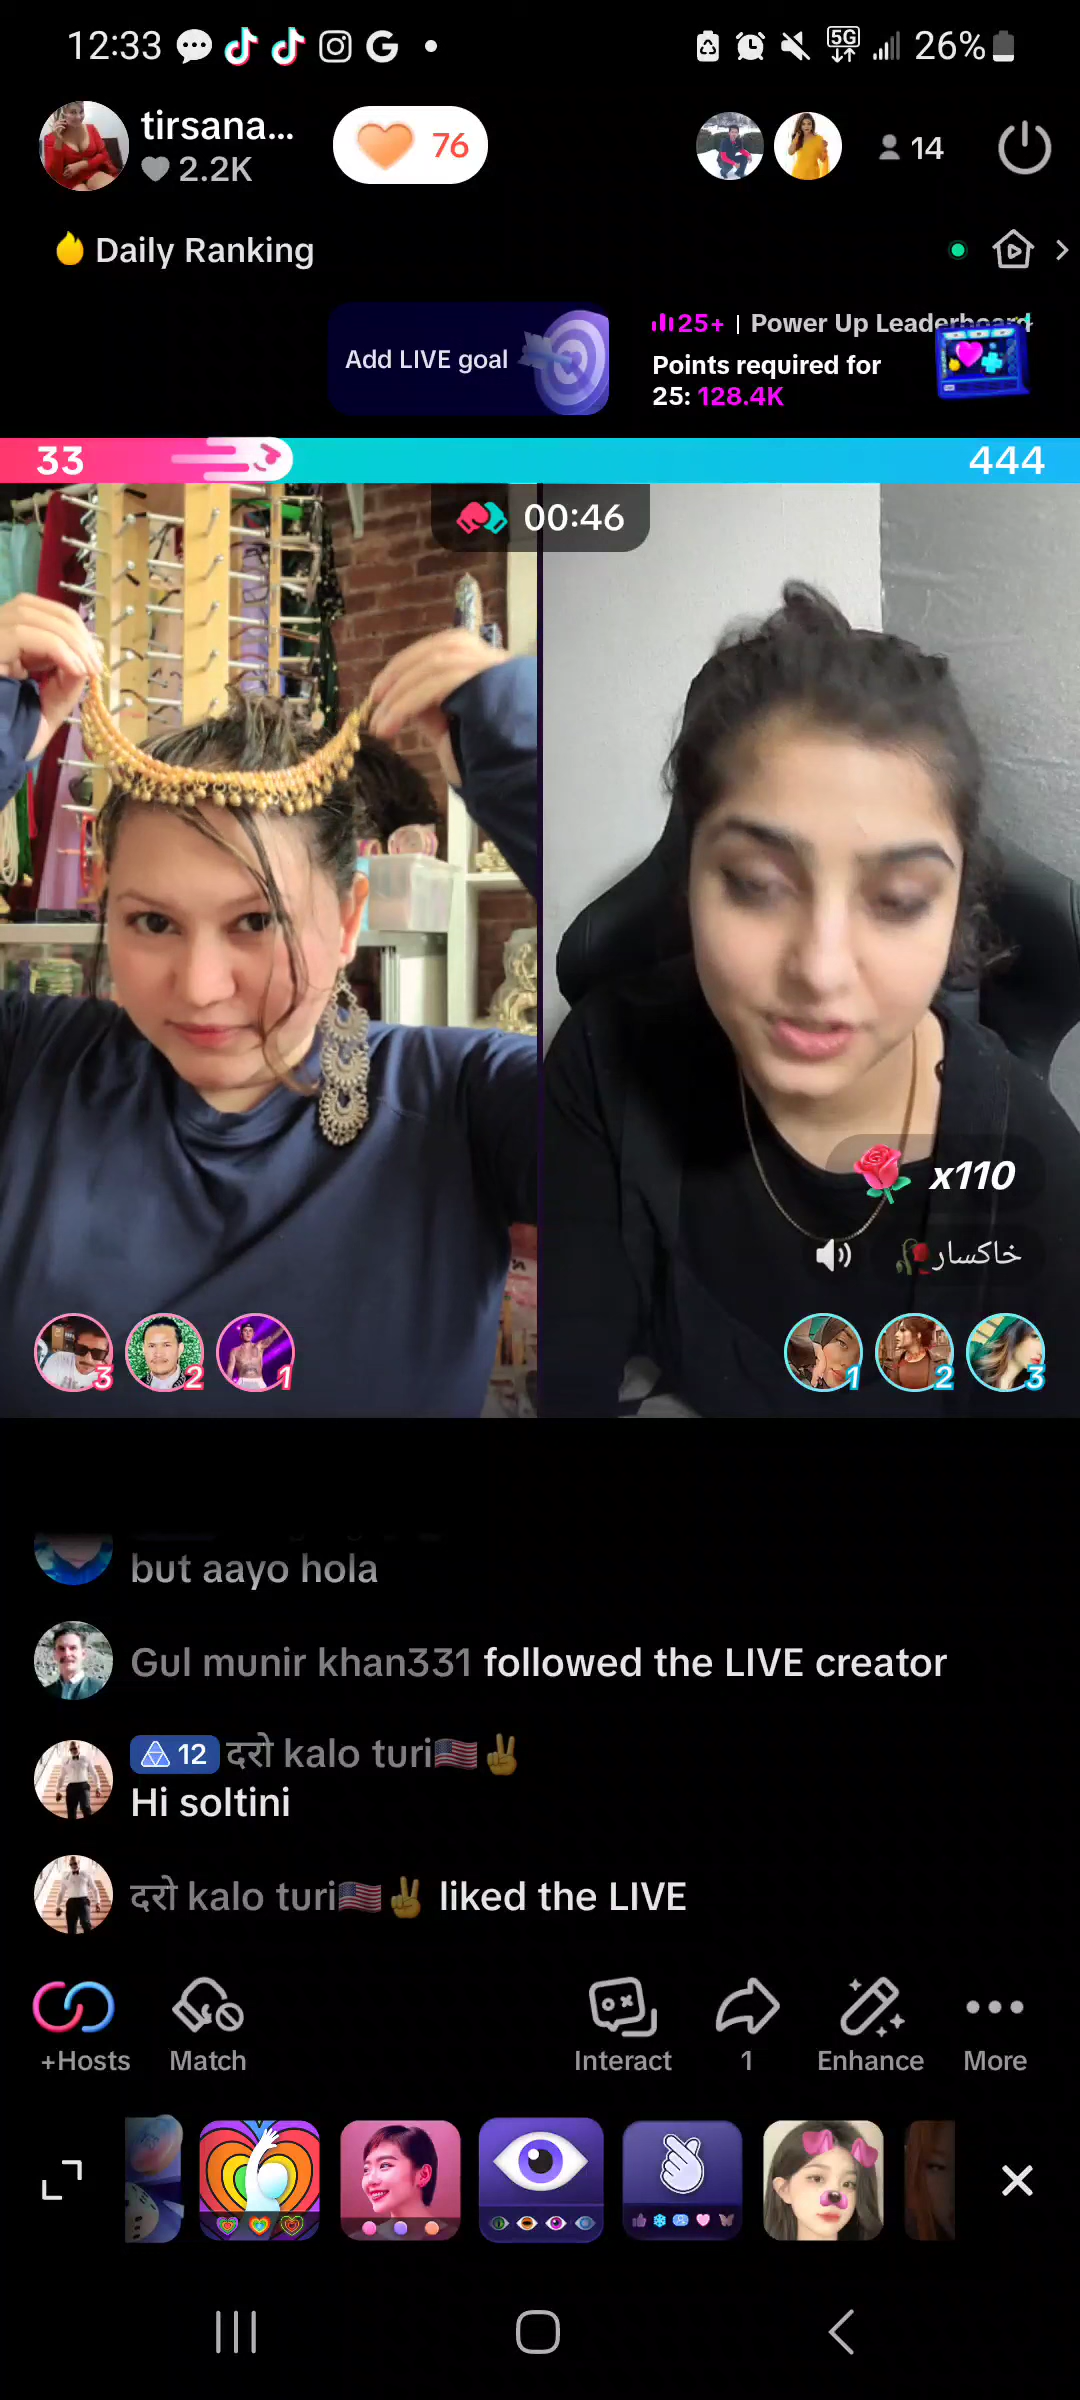 12:33
5G
26%
tirsana...
2.2K
76
14
Daily Ranking
Add LIVE goal
25+ | Power Up Leaderboard
Points required for
25: 128.4K
33
444
00:46
x110
خاکسار
3
2
1
1
2
3
but aayo hola
Gul munir khan331 followed the LIVE creator
12 दरो kalo turi🇺🇸✌️
Hi soltini
दरो kalo turi🇺🇸✌️ liked the LIVE
+Hosts
Match
Interact
1
Enhance
More